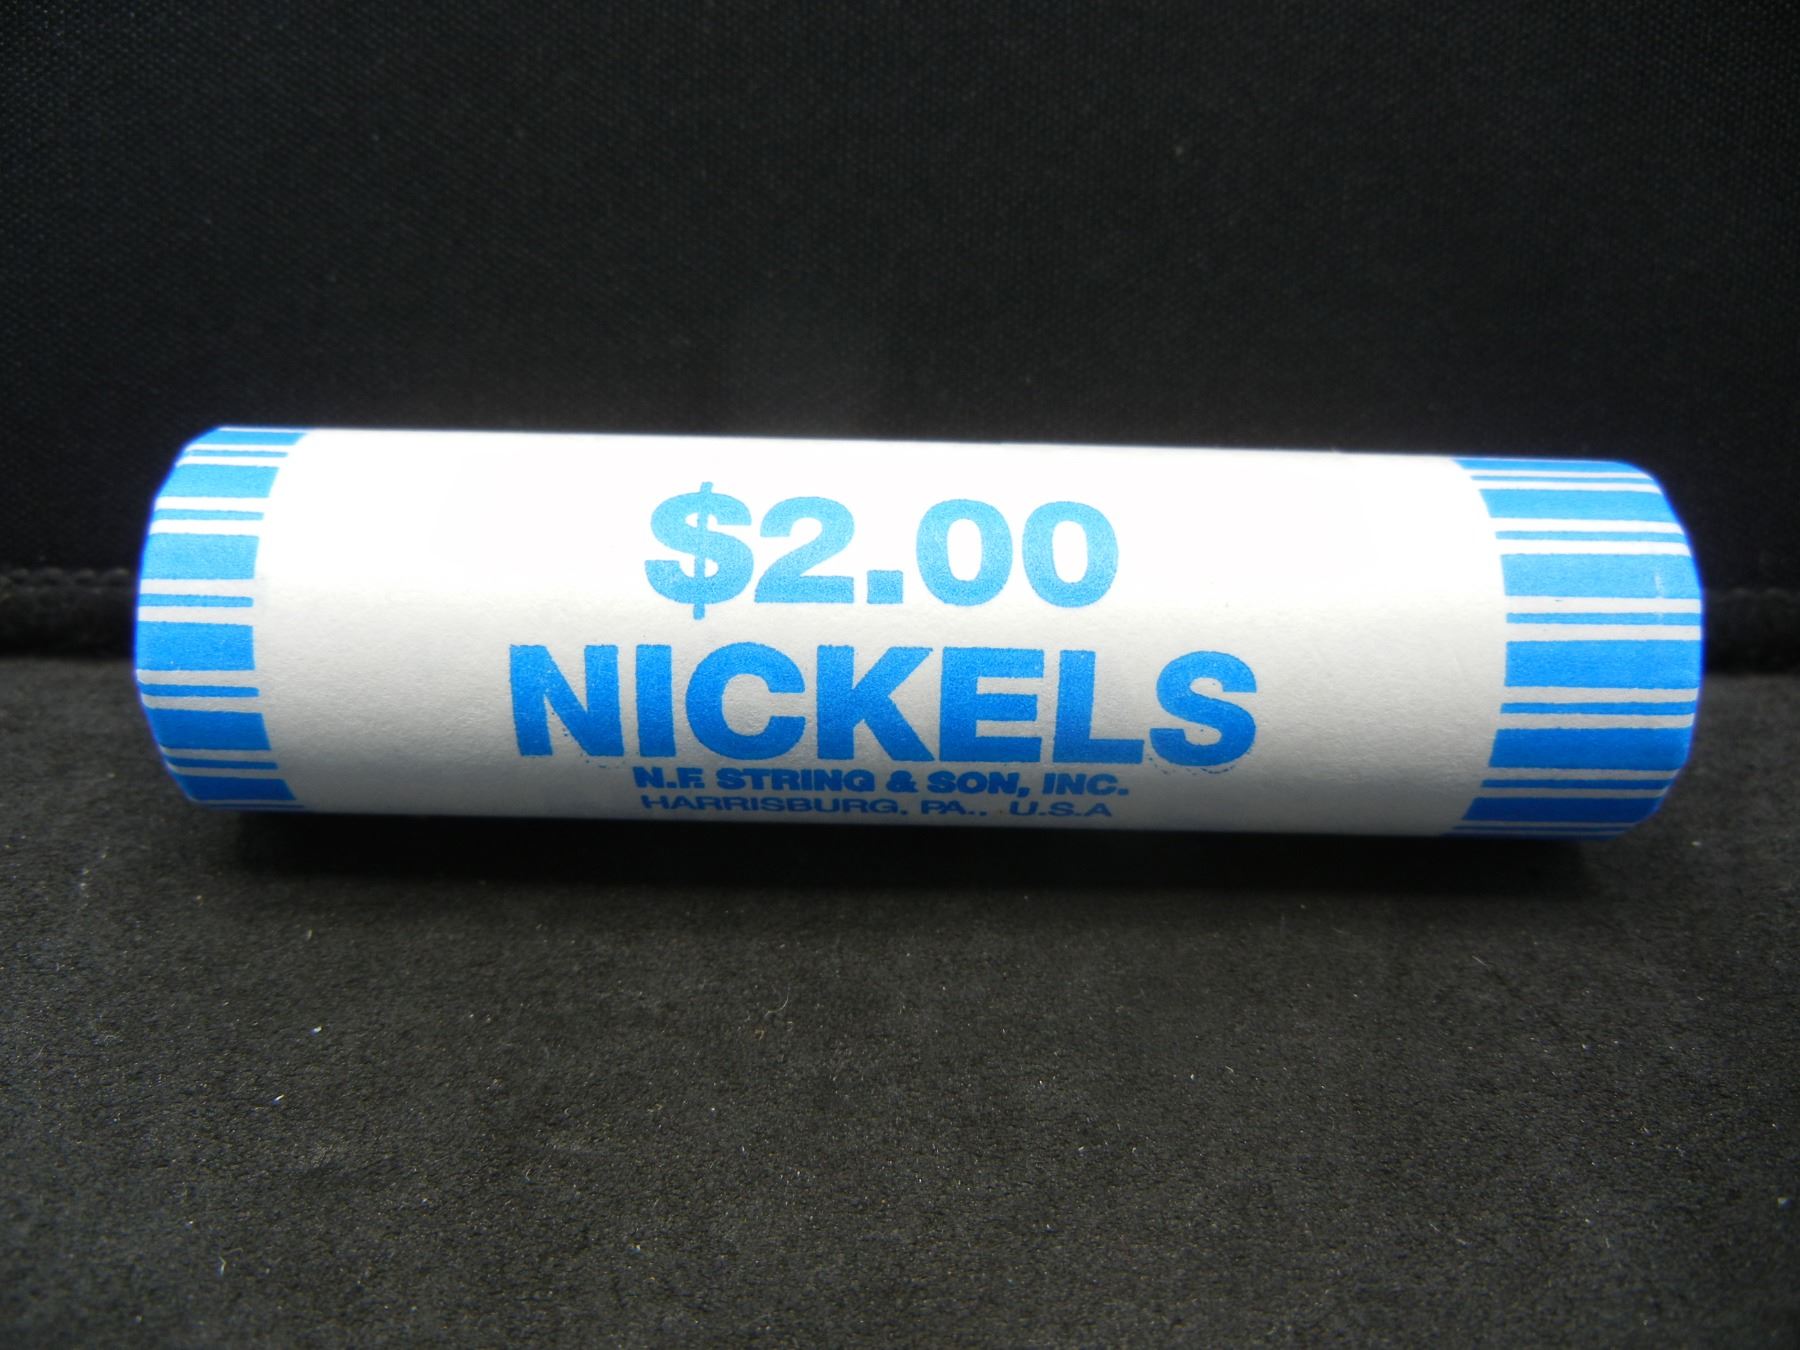 $2.00
NICKELS
N.F. STRING & SON, INC.
HARRISBURG, PA., U.S.A